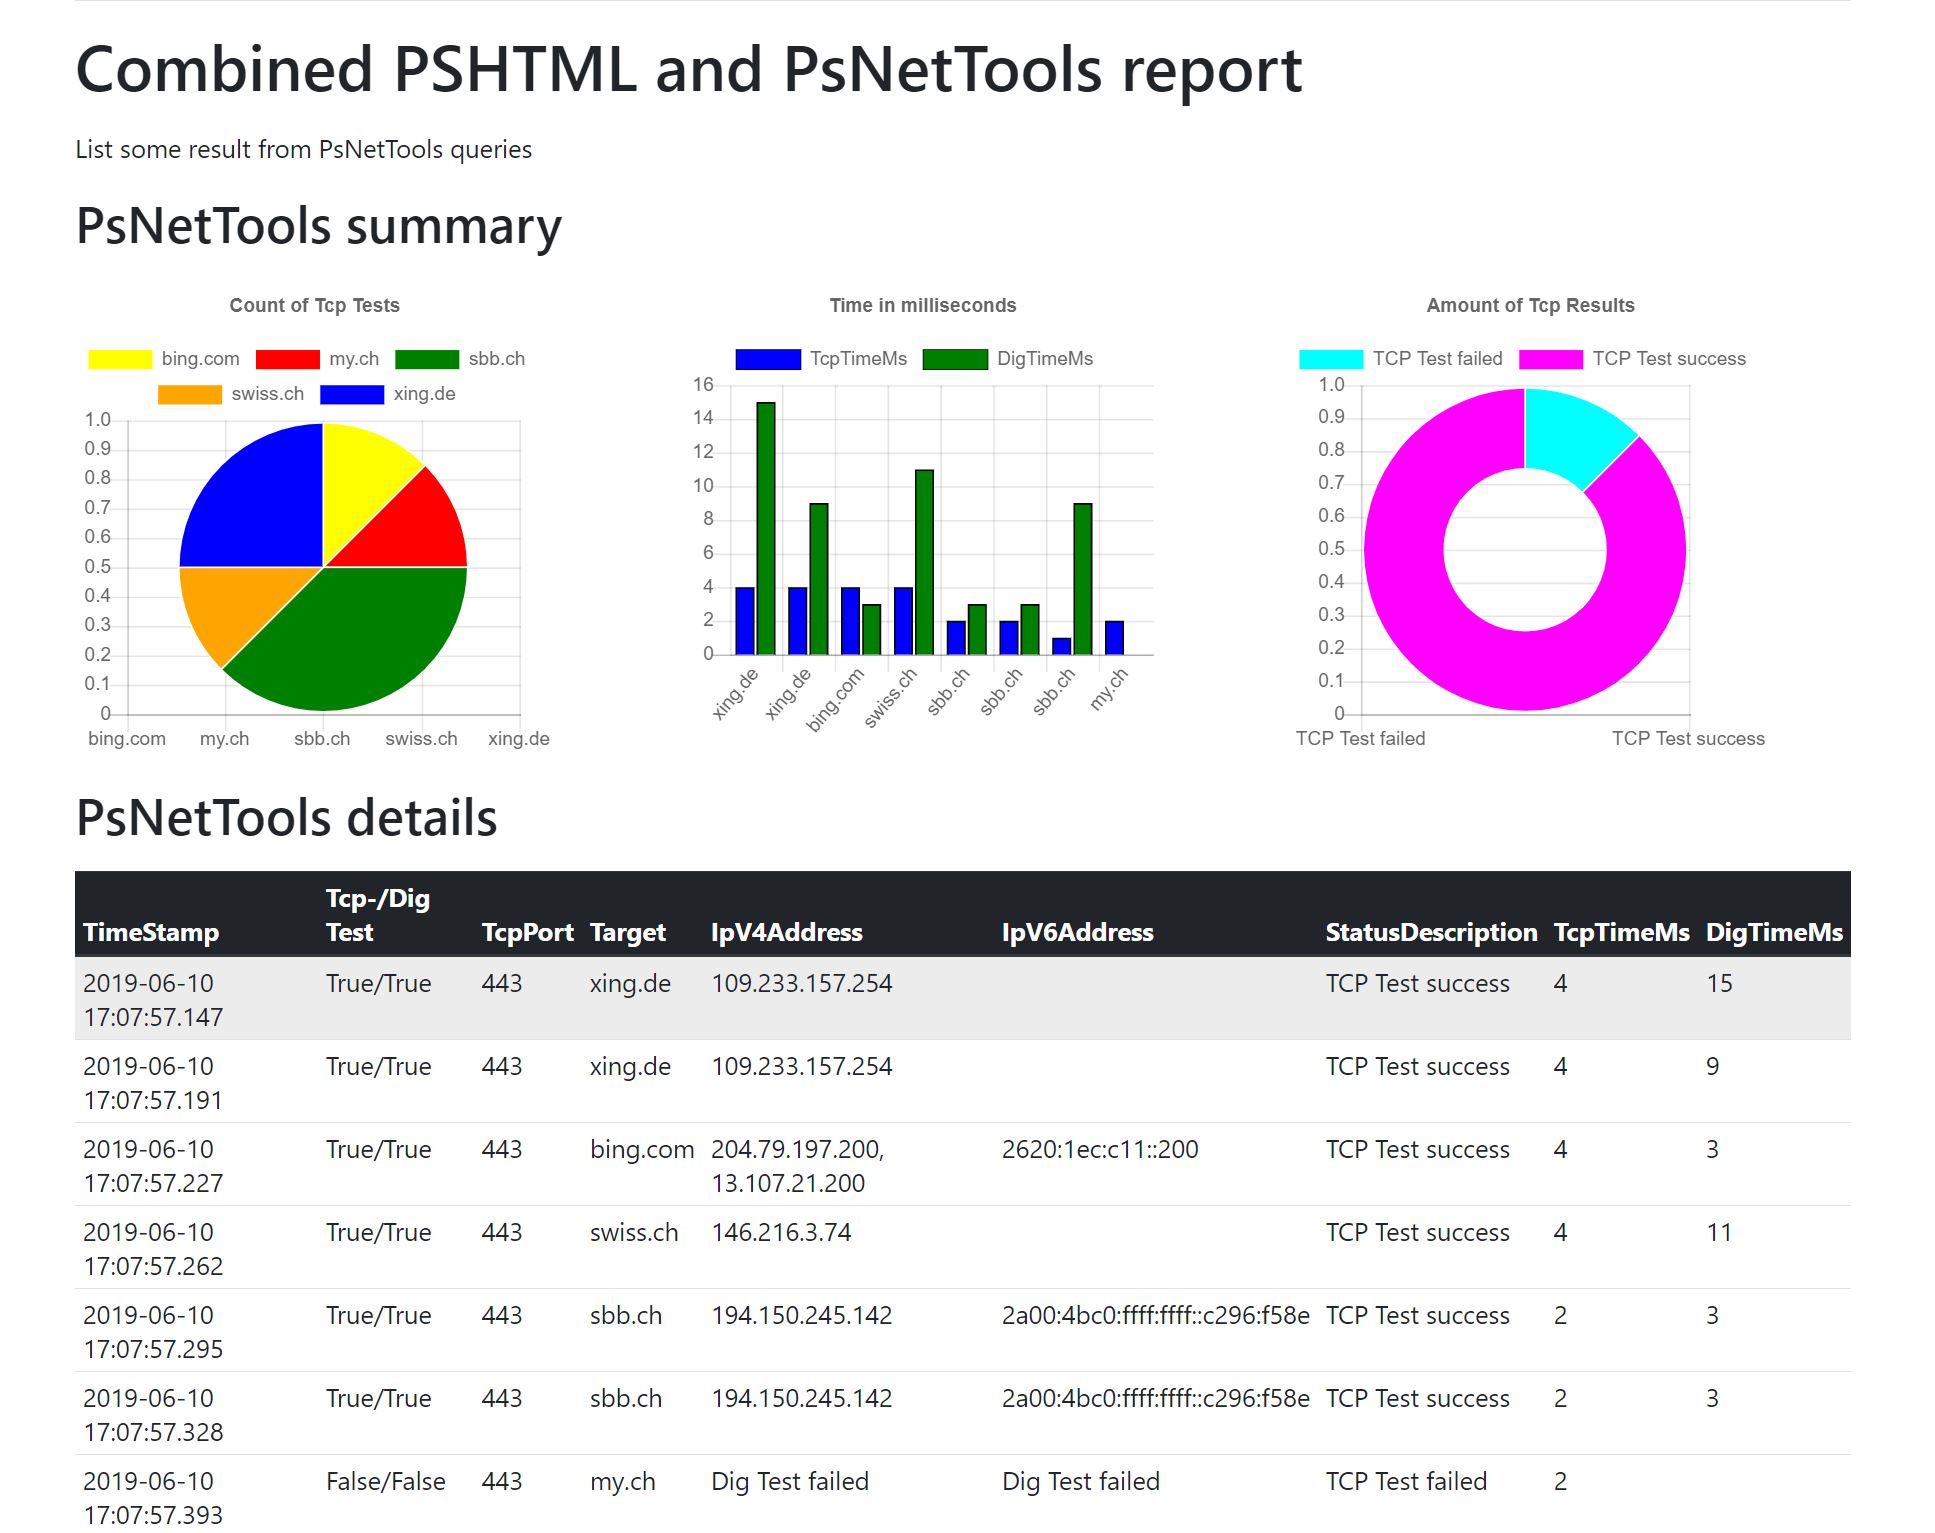 Combined PSHTML and PsNetTools report
List some result from PsNetTools queries
PsNetTools summary
Count of Tcp Tests
bing.com my.ch sbb.ch
swiss.ch xing.de
1.0
0.9
0.8
0.7
0.6
0.5
0.4
0.3
0.2
0.1
0
bing.com my.ch sbb.ch swiss.ch xing.de
Time in milliseconds
TcpTimeMs DigTimeMs
16
14
12
10
8
6
4
2
0
xing.de xing.de bing.com swiss.ch sbb.ch sbb.ch sbb.ch my.ch
Amount of Tcp Results
TCP Test failed TCP Test success
1.0
0.9
0.8
0.7
0.6
0.5
0.4
0.3
0.2
0.1
0
TCP Test failed TCP Test success
PsNetTools details
TimeStamp Tcp-/Dig Test TcpPort Target IpV4Address IpV6Address StatusDescription TcpTimeMs DigTimeMs
2019-06-10 True/True 443 xing.de 109.233.157.254 TCP Test success 4 15
17:07:57.147
2019-06-10 True/True 443 xing.de 109.233.157.254 TCP Test success 4 9
17:07:57.191
2019-06-10 True/True 443 bing.com 204.79.197.200, 2620:1ec:c11::200 TCP Test success 4 3
17:07:57.227 13.107.21.200
2019-06-10 True/True 443 swiss.ch 146.216.3.74 TCP Test success 4 11
17:07:57.262
2019-06-10 True/True 443 sbb.ch 194.150.245.142 2a00:4bc0:ffff:ffff::c296:f58e TCP Test success 2 3
17:07:57.295
2019-06-10 True/True 443 sbb.ch 194.150.245.142 2a00:4bc0:ffff:ffff::c296:f58e TCP Test success 2 3
17:07:57.328
2019-06-10 False/False 443 my.ch Dig Test failed Dig Test failed TCP Test failed 2
17:07:57.393